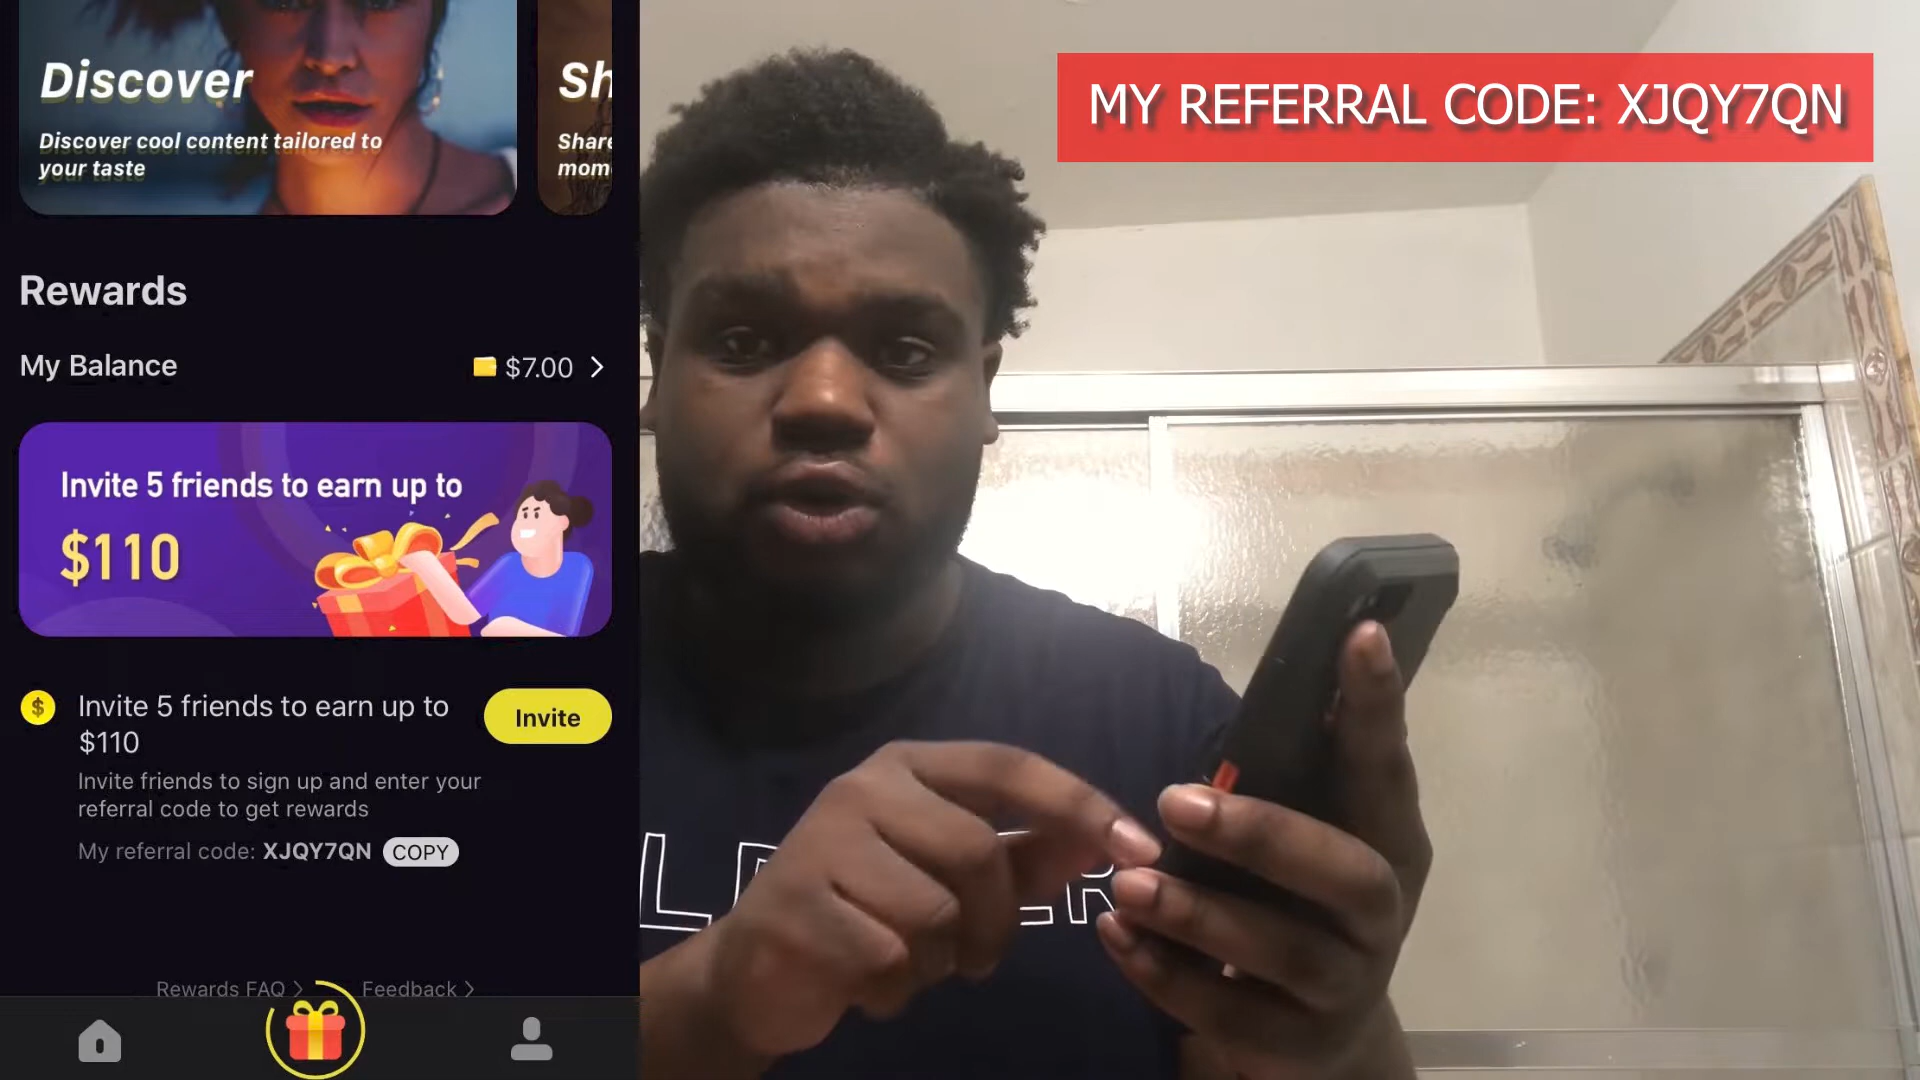 Discover
Discover cool content tailored to
your taste
Sh
Share
mom
Rewards
My Balance
$7.00
Invite 5 friends to earn up to
$110
$
Invite 5 friends to earn up to
$110
Invite
Invite friends to sign up and enter your
referral code to get rewards
My referral code: XJQY7QN
COPY
Rewards FAQ
Feedback
MY REFERRAL CODE: XJQY7QN